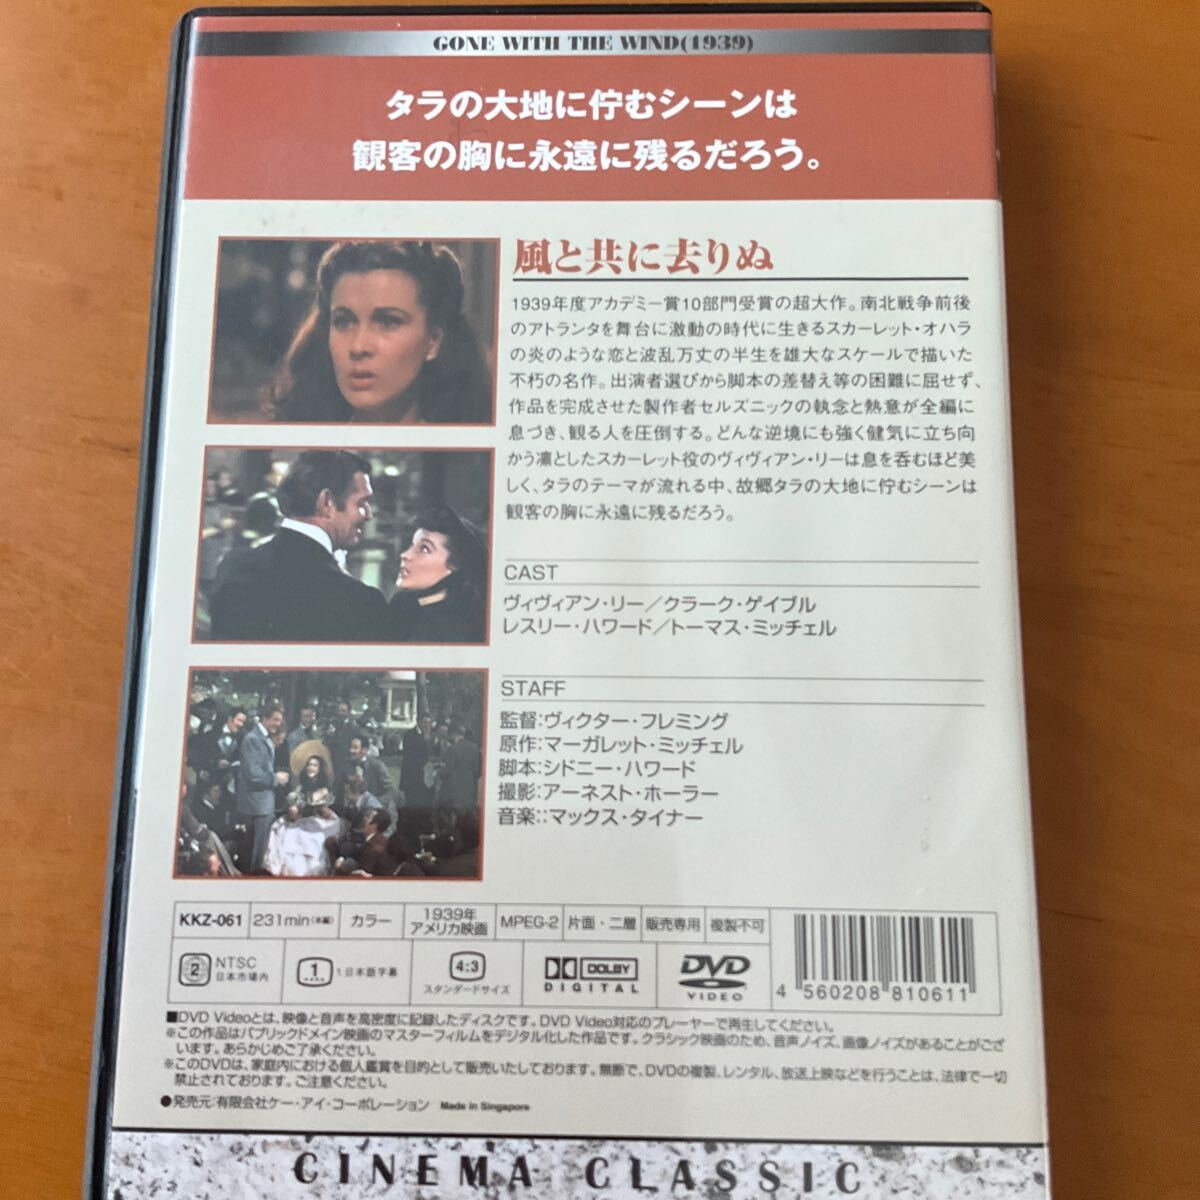 GONE WITH THE WIND(1939)
タラの大地に佇むシーンは
観客の胸に永遠に残るだろう。
風と共に去りぬ
1939年度アカデミー賞10部門受賞の超大作。南北戦争前後
のアトランタを舞台に激動の時代に生きるスカーレット・オハラ
の炎のような恋と波乱万丈の半生を雄大なスケールで描いた
不朽の名作。出演者選びから脚本の差替え等の困難に屈せず、
作品を完成させた製作者セルズニックの執念と熱意が全編に
息づき、観る人を圧倒する。どんな逆境にも強く健気に立ち向
かう凛としたスカーレット役のヴィヴィアン・リーは息を呑むほど美
しく、タラのテーマが流れる中、故郷タラの大地に佇むシーンは
観客の胸に永遠に残るだろう。
CAST
ヴィヴィアン・リー／クラーク・ゲイブル
レスリー・ハワード／トーマス・ミッチェル
STAFF
監督:ヴィクター・フレミング
原作:マーガレット・ミッチェル
脚本:シドニー・ハワード
撮影:アーネスト・ホーラー
音楽::マックス・タイナー
KKZ-061 231min(本編) カラー 1939年 アメリカ映画 MPEG-2 片面・二層 販売専用 複製不可
2 NTSC 日本市場内 1 1.日本語字幕 4:3 スタンダードサイズ DOLBY DIGITAL DVD VIDEO
4 560208 810611
■DVD Videoとは、映像と音声を高密度に記録したディスクです。DVD Video対応のプレーヤーで再生してください。
※この作品はパブリックドメイン映画のマスターフィルムをデジタル化した作品です。クラシック映画のため、音声ノイズ、画像ノイズがあることがござ
います。あらかじめご了承ください。
※このDVDは、家庭内における個人鑑賞を目的として販売いたしております。無断で、DVDの複製、レンタル、放送上映などを行うことは、法律で一切
禁止されております。ご注意ください。
●発売元:有限会社ケー・アイ・コーポレーション Made in Singapore
CINEMA CLASSIC